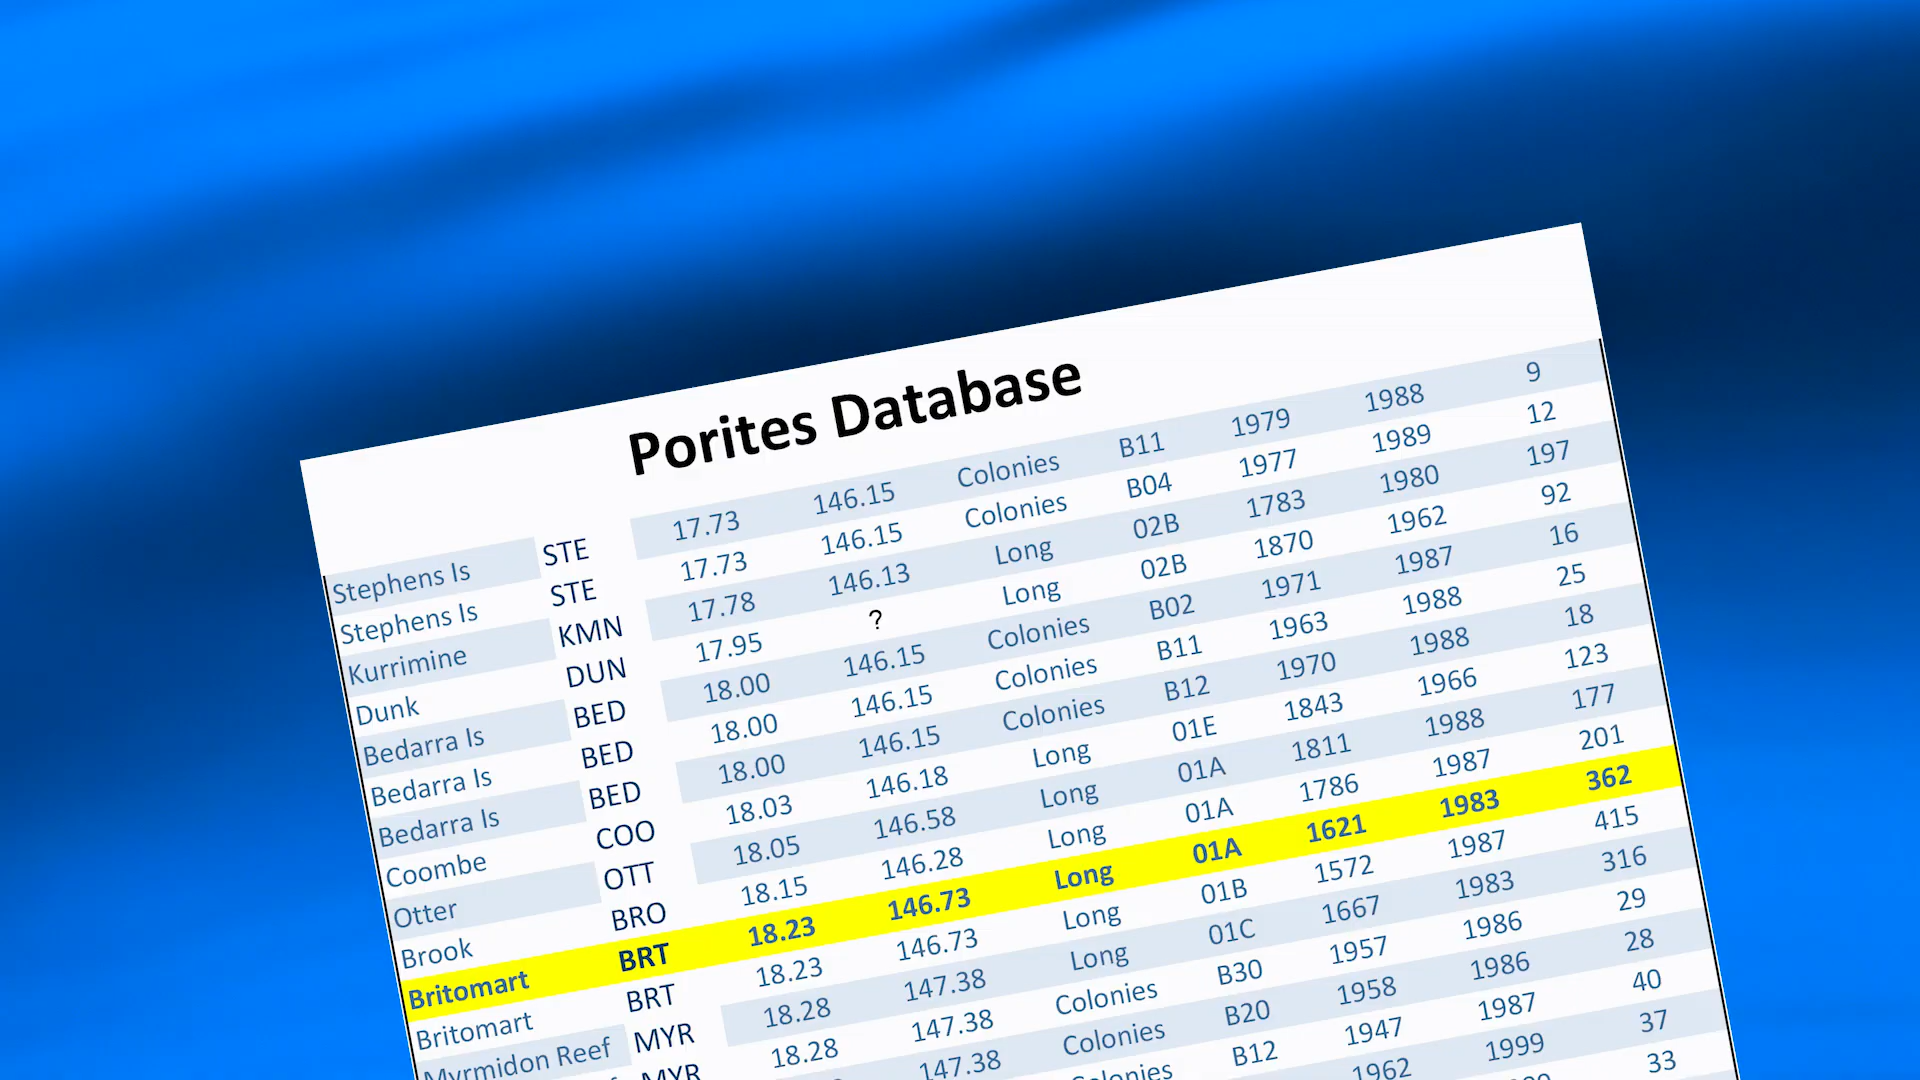 Porites Database
Stephens Is STE 17.73 146.15 Colonies B11 1979 1988 9
Stephens Is STE 17.73 146.15 Colonies B04 1977 1989 12
Kurrimine KMN 17.78 146.13 Long 02B 1783 1980 197
Dunk DUN 17.95 ? Long 02B 1870 1962 92
Bedarra Is BED 18.00 146.15 Colonies B02 1971 1987 16
Bedarra Is BED 18.00 146.15 Colonies B11 1963 1988 25
Bedarra Is BED 18.00 146.15 Colonies B12 1970 1988 18
Coombe COO 18.03 146.18 Long 01E 1843 1966 123
Otter OTT 18.05 146.58 Long 01A 1811 1988 177
Brook BRO 18.15 146.28 Long 01A 1786 1987 201
Britomart BRT 18.23 146.73 Long 01A 1621 1983 362
Britomart BRT 18.23 146.73 Long 01B 1572 1987 415
Myrmidon Reef MYR 18.28 147.38 Long 01C 1667 1983 316
MYR 18.28 147.38 Colonies B30 1957 1986 29
147.38 Colonies B20 1958 1986 28
Colonies B12 1947 1987 40
1962 1999 37
33